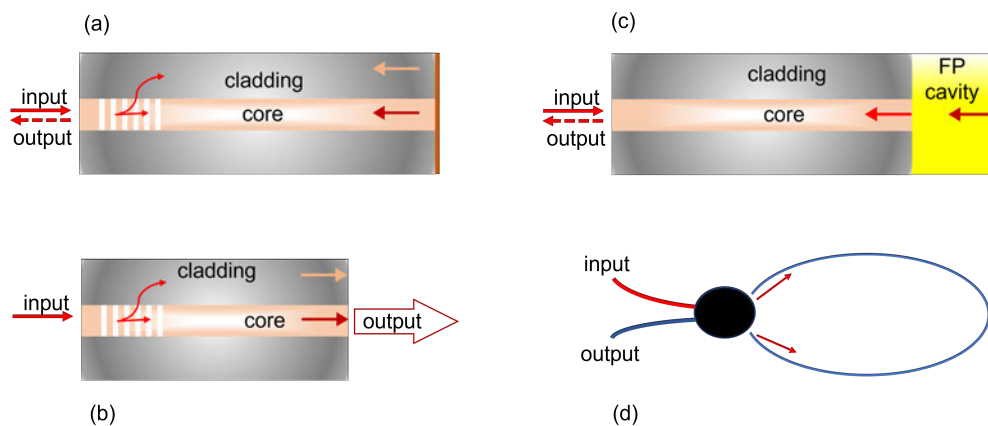 (a)
cladding
input
core
output
(c)
cladding
FP
cavity
input
core
output
cladding
input
core
output
(b)
input
output
(d)